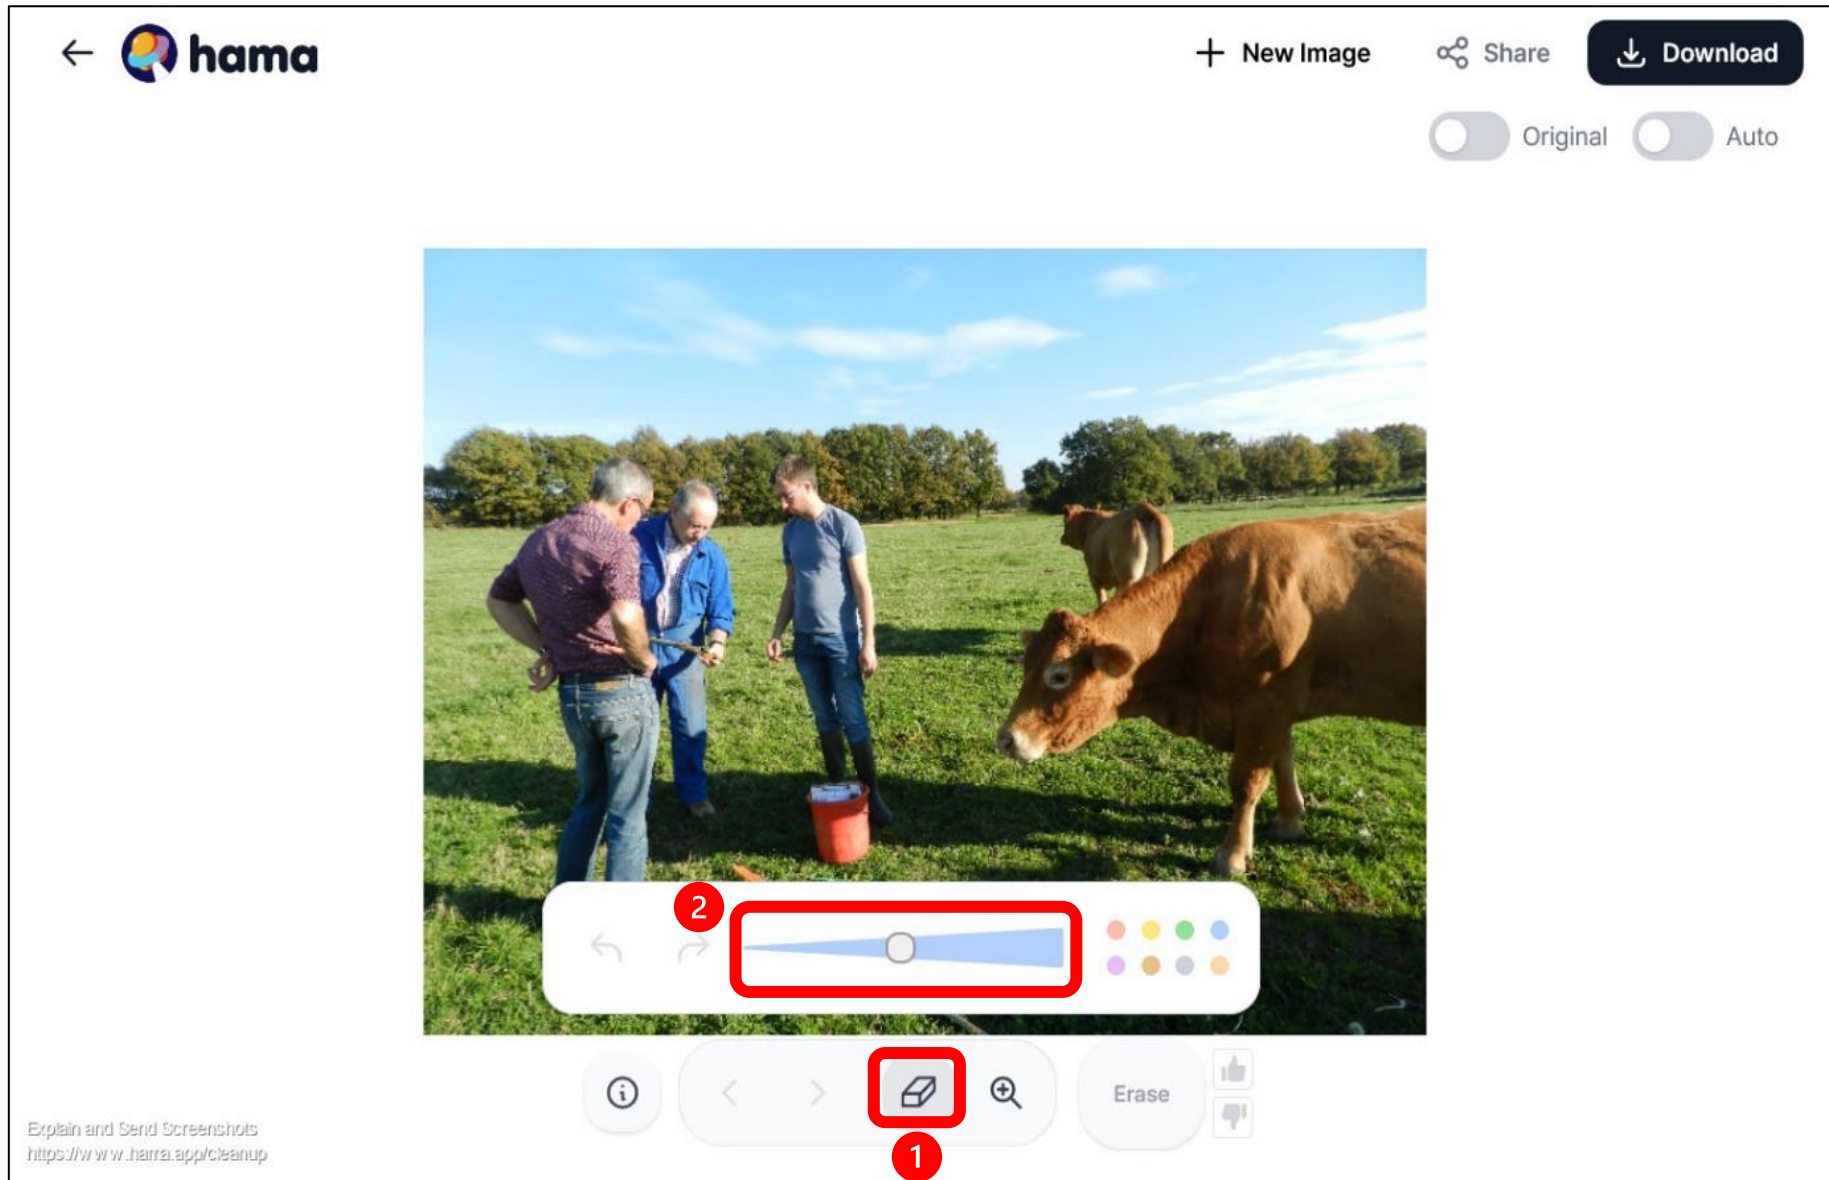 hama
New Image
Share
Download
Original
Auto
2
Erase
1
Explain and Send Screenshots
https://www.hama.app/cleanup